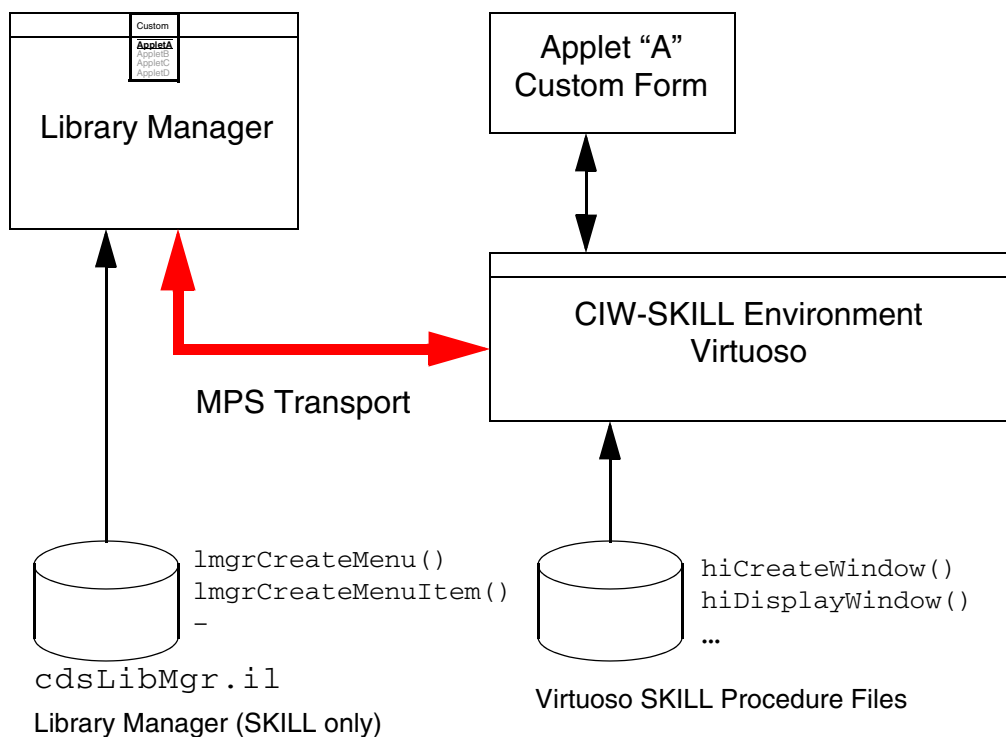 Custom
AppletA
AppletB
AppletC
AppletD
Library Manager
Applet “A”
Custom Form
CIW-SKILL Environment
Virtuoso
MPS Transport
lmgrCreateMenu()
lmgrCreateMenuItem()
–
cdsLibMgr.il
Library Manager (SKILL only)
hiCreateWindow()
hiDisplayWindow()
...
Virtuoso SKILL Procedure Files